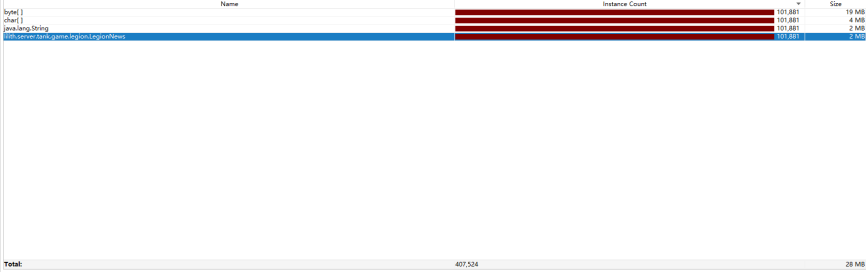 Name Instance Count Size
byte[ ] 101,881 19 MB
char[ ] 101,881 4 MB
java.lang.String 101,881 2 MB
lilith.server.tank.game.legion.LegionNews 101,881 2 MB
Total: 407,524 28 MB